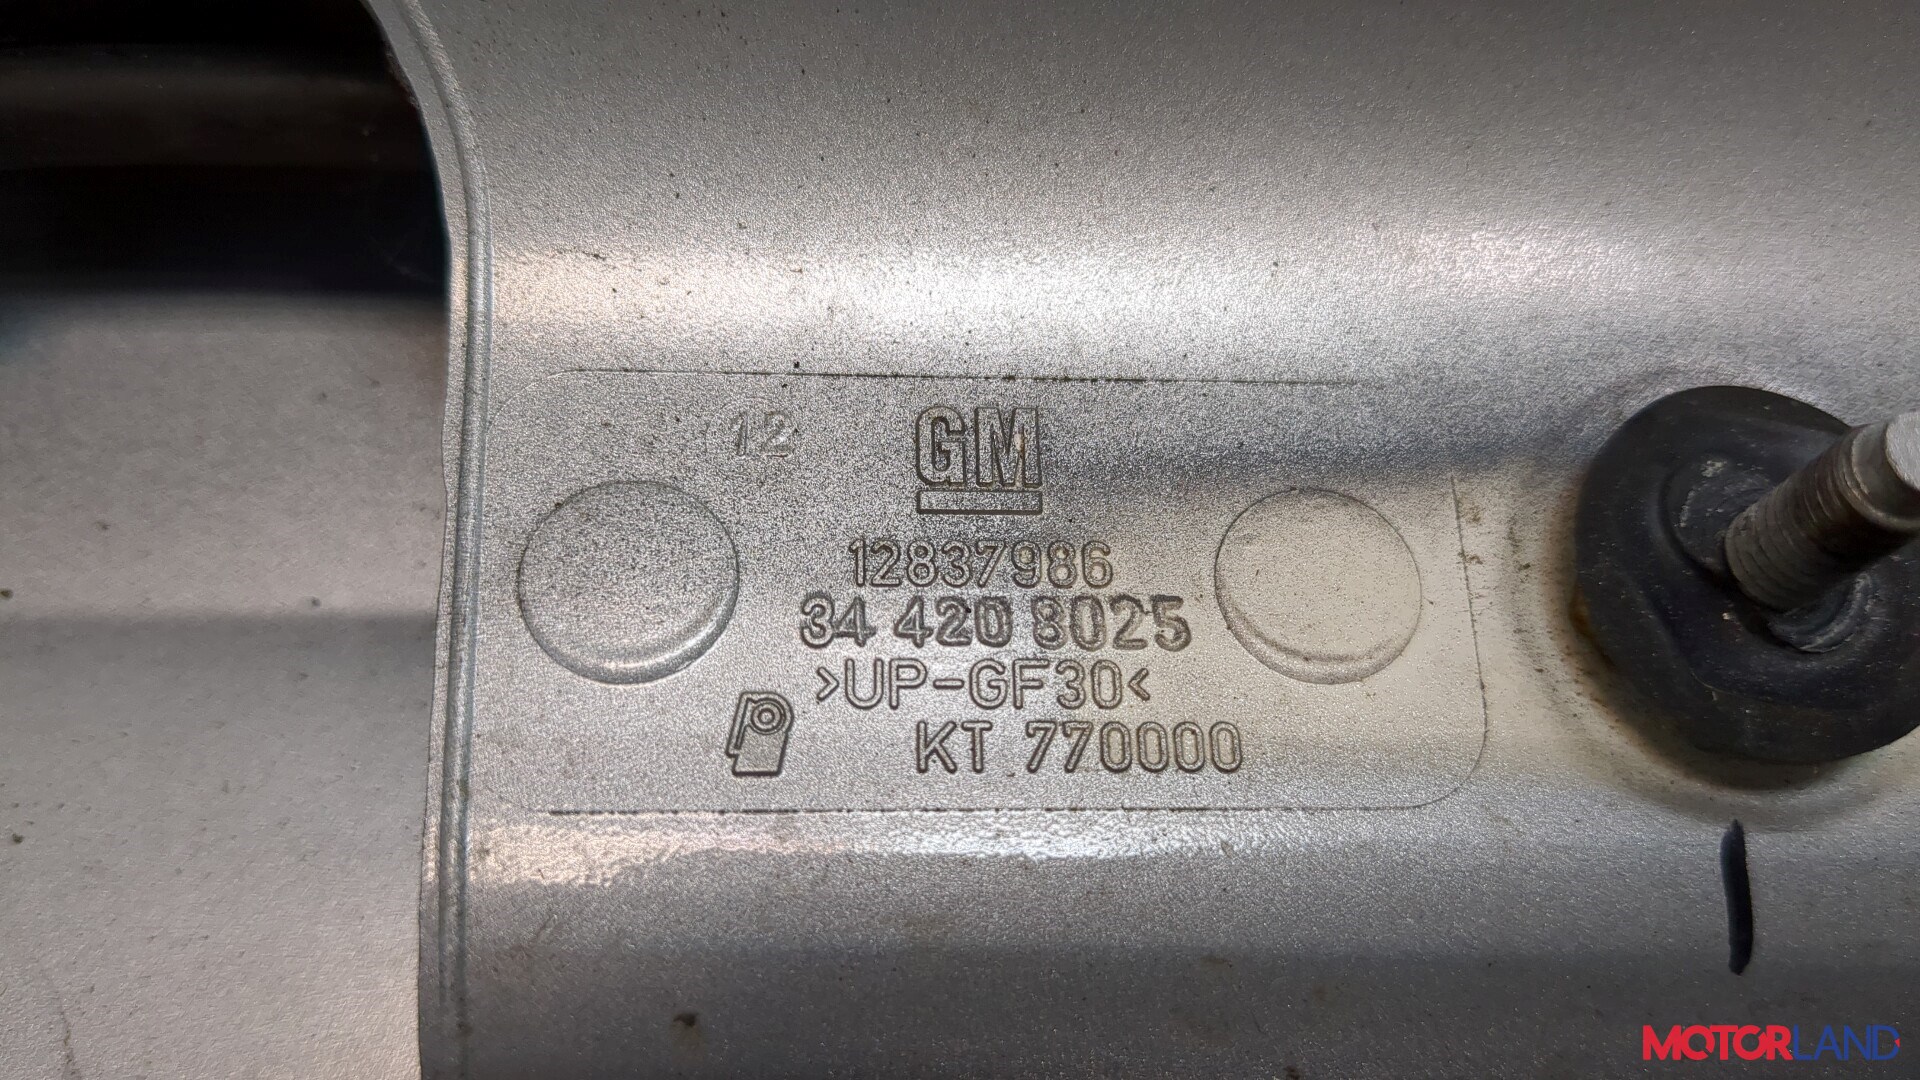 12
GM
12837986
34 420 8025
>UP-GF30<
KT 770000
MOTORLAND